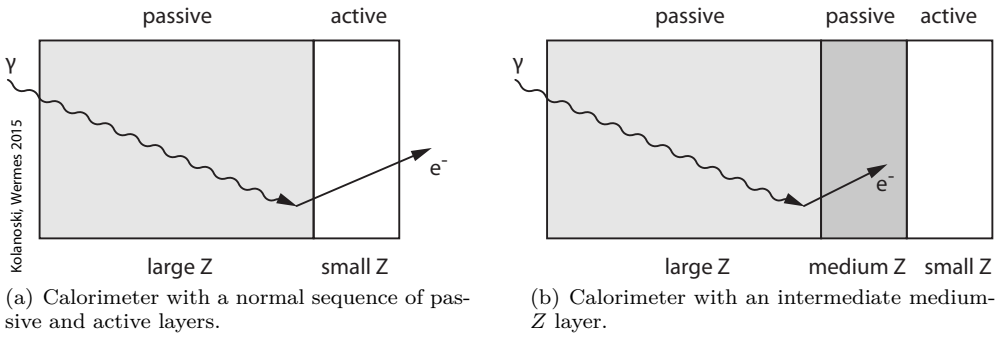 passive active
γ
e-
large Z small Z
Kolanoski, Wermes 2015
(a) Calorimeter with a normal sequence of pas-
sive and active layers.
passive passive active
γ
e-
large Z medium Z small Z
(b) Calorimeter with an intermediate medium-
Z layer.